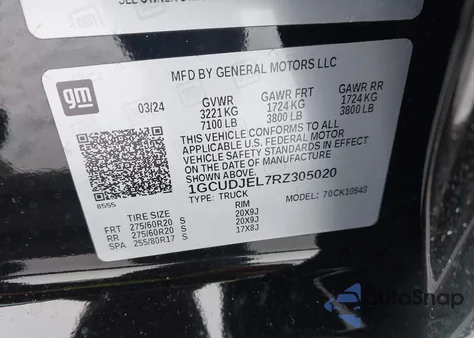 MFD BY GENERAL MOTORS LLC
gm
03/24
GVWR GAWR FRT GAWR RR
3221 KG 1724 KG 1724 KG
7100 LB 3800 LB 3800 LB
THIS VEHICLE CONFORMS TO ALL APPLICABLE
U.S. FEDERAL MOTOR
VEHICLE SAFETY STANDARDS IN EFFECT ON
THE DATE OF MANUFACTURE SHOWN ABOVE.
1GCUDJEL7RZ305020
8555
TYPE: TRUCK MODEL: 70CK10543
TIRE SIZE RIM
FRT 275/60R20 S 20X9J
RR 275/60R20 S 20X9J
SPA 255/80R17 S 17X8J
AutoSnap